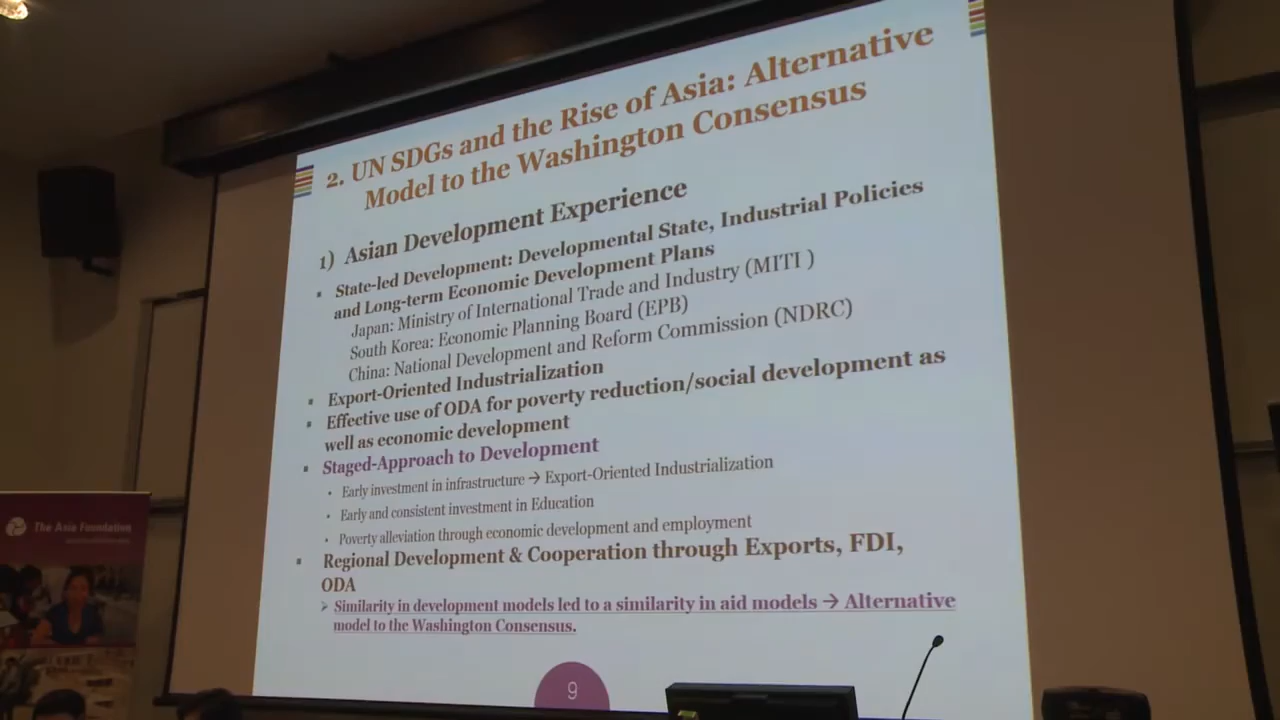 2. UN SDGs and the Rise of Asia: Alternative
Model to the Washington Consensus
1) Asian Development Experience
▪ State-led Development: Developmental State, Industrial Policies
and Long-term Economic Development Plans
Japan: Ministry of International Trade and Industry (MITI )
South Korea: Economic Planning Board (EPB)
China: National Development and Reform Commission (NDRC)
▪ Export-Oriented Industrialization
▪ Effective use of ODA for poverty reduction/social development as
well as economic development
▪ Staged-Approach to Development
• Early investment in infrastructure → Export-Oriented Industrialization
• Early and consistent investment in Education
• Poverty alleviation through economic development and employment
▪ Regional Development & Cooperation through Exports, FDI,
ODA
➢ Similarity in development models led to a similarity in aid models → Alternative
model to the Washington Consensus.
9
The Asia Foundation